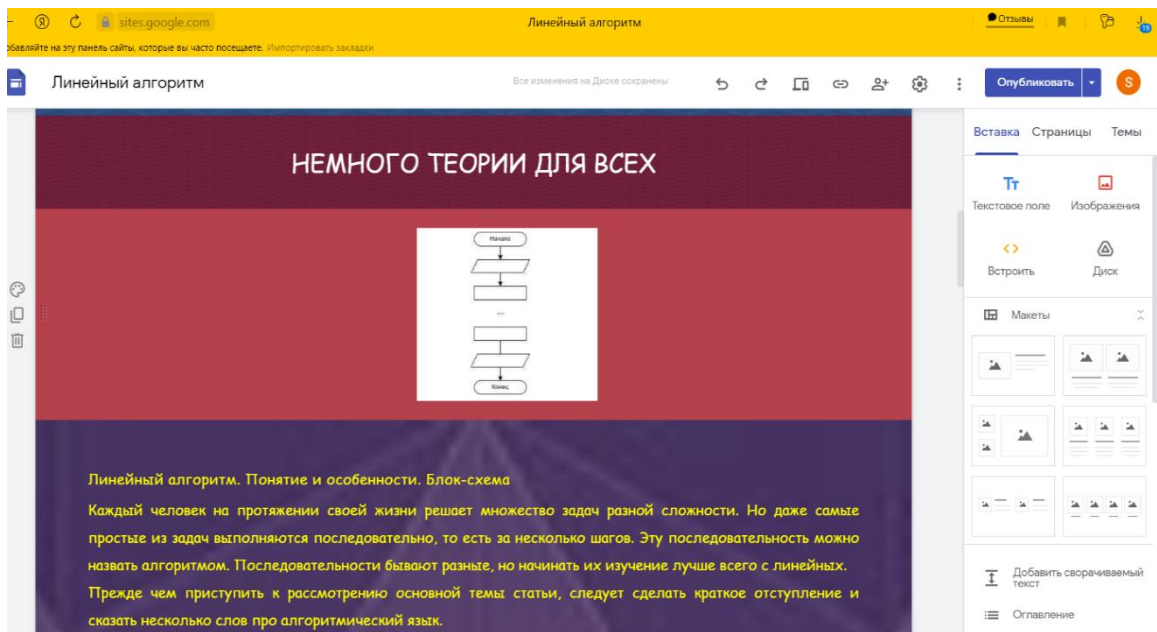 Я
sites.google.com
Линейный алгоритм
Отзывы
19
обавляйте на эту панель сайты, которые вы часто посещаете. Импортировать закладки
Линейный алгоритм
Все изменения на Диске сохранены
Опубликовать
S
Вставка Страницы Темы
НЕМНОГО ТЕОРИИ ДЛЯ ВСЕХ
Тт
Текстовое поле
Изображения
Встроить
Диск
Макеты
Начало
....
Конец
Линейный алгоритм. Понятие и особенности. Блок-схема
Каждый человек на протяжении своей жизни решает множество задач разной сложности. Но даже самые
простые из задач выполняются последовательно, то есть за несколько шагов. Эту последовательность можно
назвать алгоритмом. Последовательности бывают разные, но начинать их изучение лучше всего с линейных.
Прежде чем приступить к рассмотрению основной темы статьи, следует сделать краткое отступление и
сказать несколько слов про алгоритмический язык.
Добавить сворачиваемый
текст
Оглавление